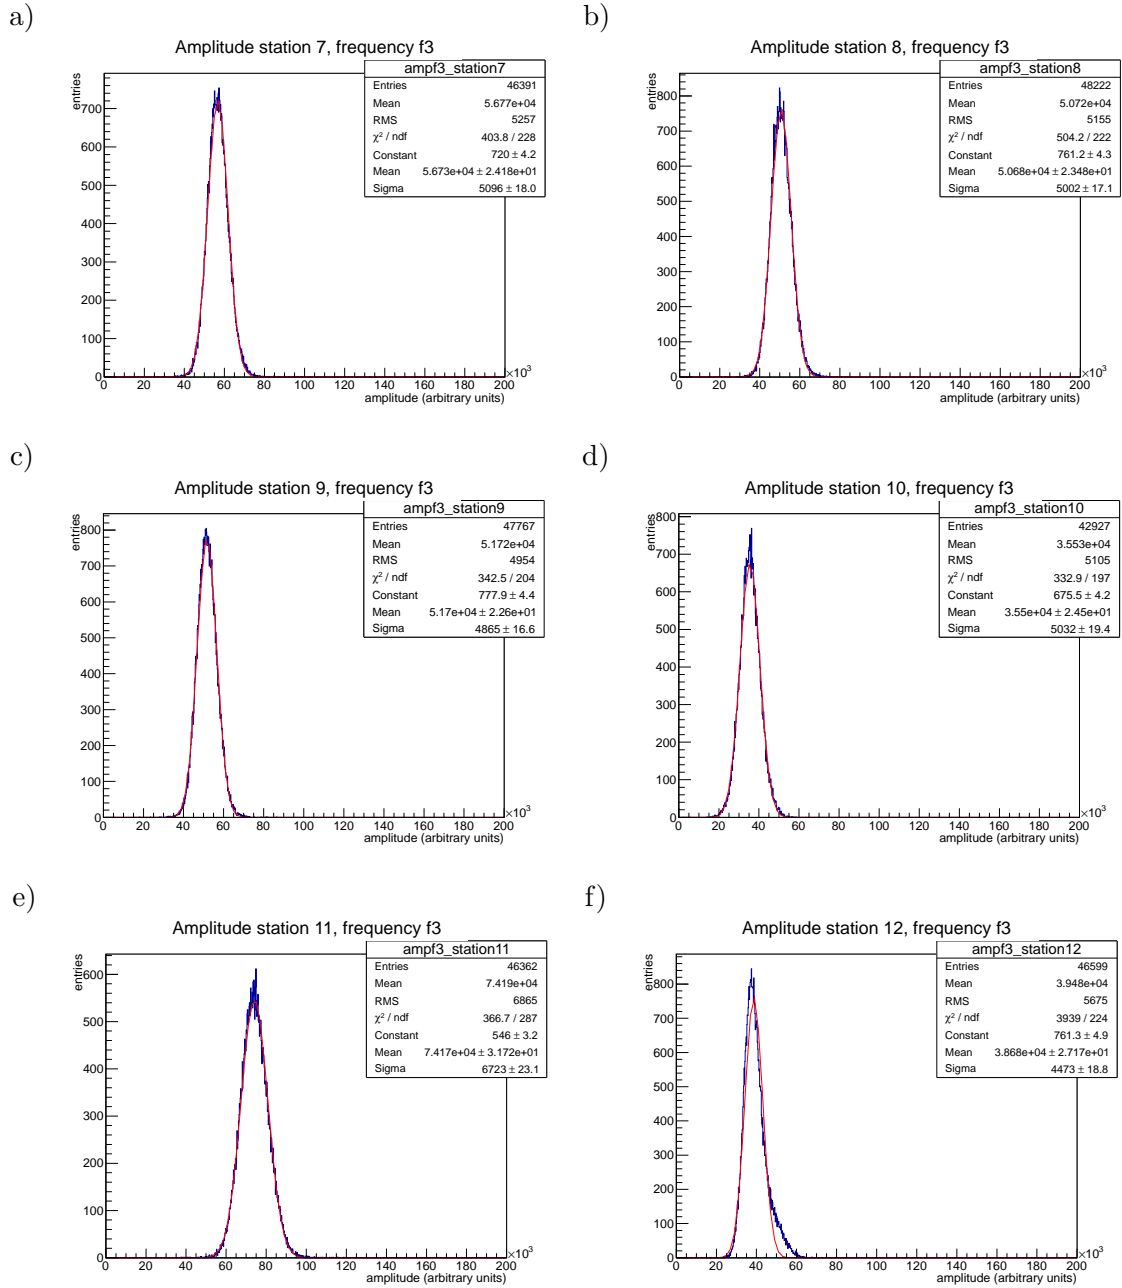 a)
Amplitude station 7, frequency f3
entries
ampf3_station7
Entries 46391
Mean 5.677e+04
RMS 5257
χ² / ndf 403.8 / 228
Constant 720 ± 4.2
Mean 5.673e+04 ± 2.418e+01
Sigma 5096 ± 18.0
700
600
500
400
300
200
100
0
0 20 40 60 80 100 120 140 160 180 200
×10³
amplitude (arbitrary units)
b)
Amplitude station 8, frequency f3
entries
ampf3_station8
Entries 48222
Mean 5.072e+04
RMS 5155
χ² / ndf 504.2 / 222
Constant 761.2 ± 4.3
Mean 5.068e+04 ± 2.348e+01
Sigma 5002 ± 17.1
800
700
600
500
400
300
200
100
0
0 20 40 60 80 100 120 140 160 180 200
×10³
amplitude (arbitrary units)
c)
Amplitude station 9, frequency f3
entries
ampf3_station9
Entries 47767
Mean 5.172e+04
RMS 4954
χ² / ndf 342.5 / 204
Constant 777.9 ± 4.4
Mean 5.17e+04 ± 2.26e+01
Sigma 4865 ± 16.6
800
700
600
500
400
300
200
100
0
0 20 40 60 80 100 120 140 160 180 200
×10³
amplitude (arbitrary units)
d)
Amplitude station 10, frequency f3
entries
ampf3_station10
Entries 42927
Mean 3.553e+04
RMS 5105
χ² / ndf 332.9 / 197
Constant 675.5 ± 4.2
Mean 3.55e+04 ± 2.45e+01
Sigma 5032 ± 19.4
800
700
600
500
400
300
200
100
0
0 20 40 60 80 100 120 140 160 180 200
×10³
amplitude (arbitrary units)
e)
Amplitude station 11, frequency f3
entries
ampf3_station11
Entries 46362
Mean 7.419e+04
RMS 6865
χ² / ndf 366.7 / 287
Constant 546 ± 3.2
Mean 7.417e+04 ± 3.172e+01
Sigma 6723 ± 23.1
600
500
400
300
200
100
0
0 20 40 60 80 100 120 140 160 180 200
×10³
amplitude (arbitrary units)
f)
Amplitude station 12, frequency f3
entries
ampf3_station12
Entries 46599
Mean 3.948e+04
RMS 5675
χ² / ndf 3939 / 224
Constant 761.3 ± 4.9
Mean 3.868e+04 ± 2.717e+01
Sigma 4473 ± 18.8
800
700
600
500
400
300
200
100
0
0 20 40 60 80 100 120 140 160 180 200
×10³
amplitude (arbitrary units)